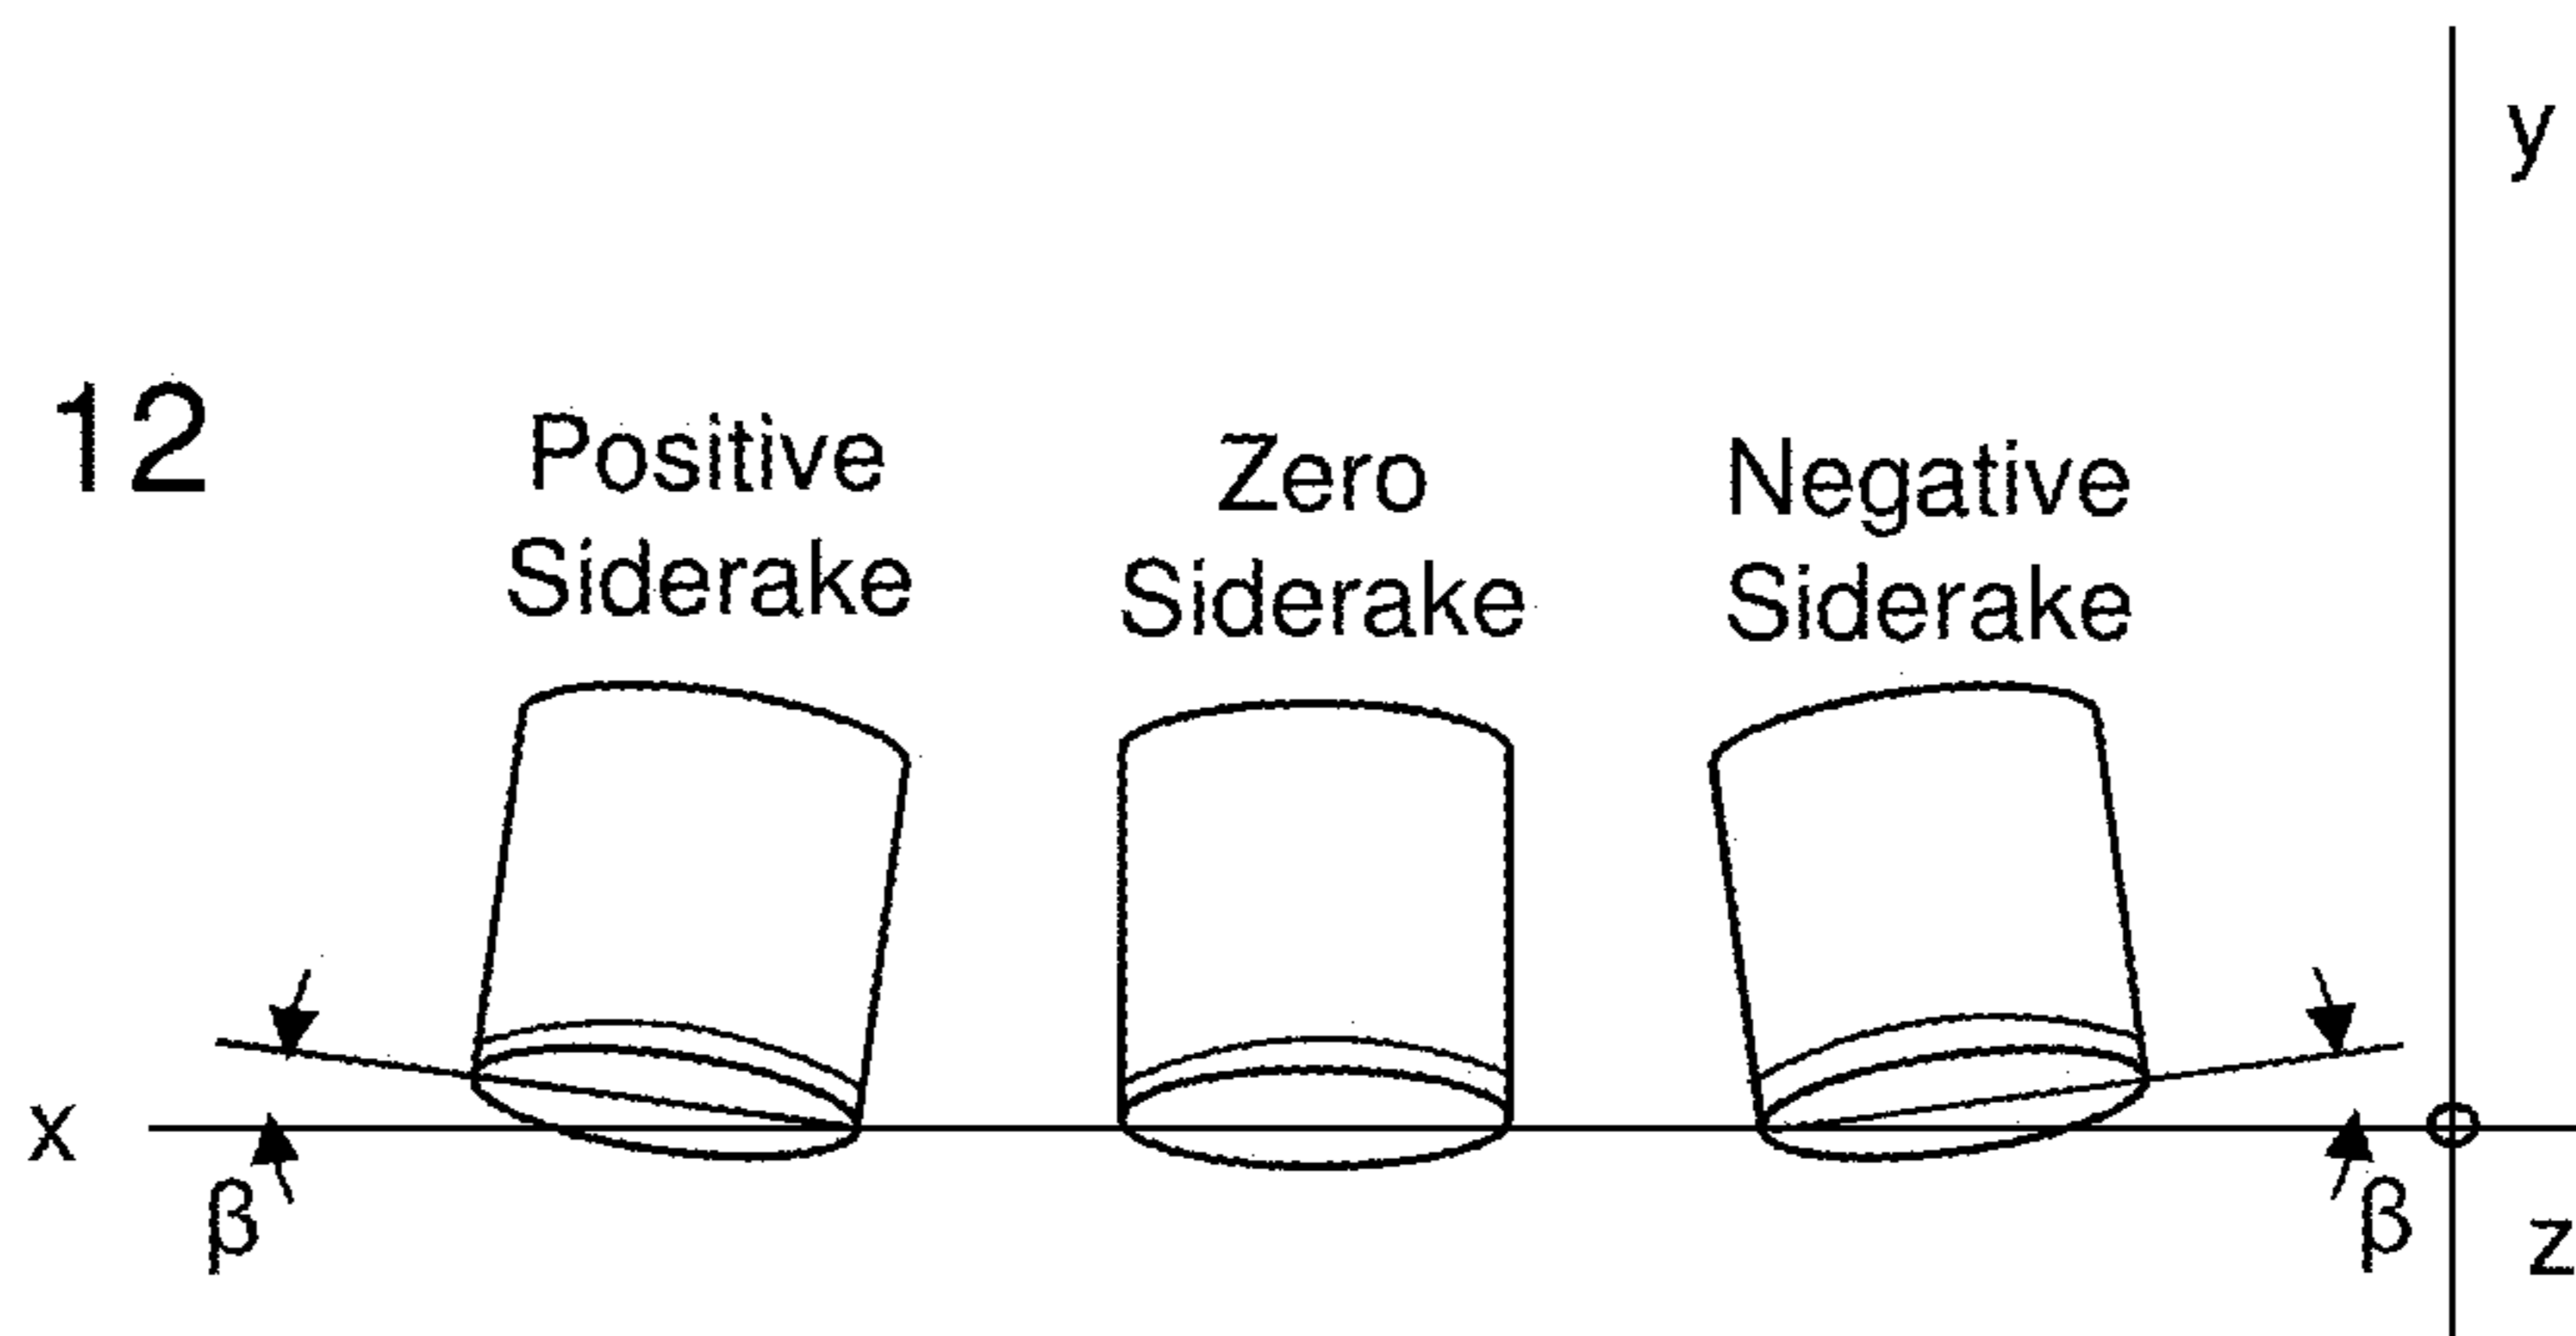 y
12
Positive
Siderake
Zero
Siderake
Negative
Siderake
x
β
β
z